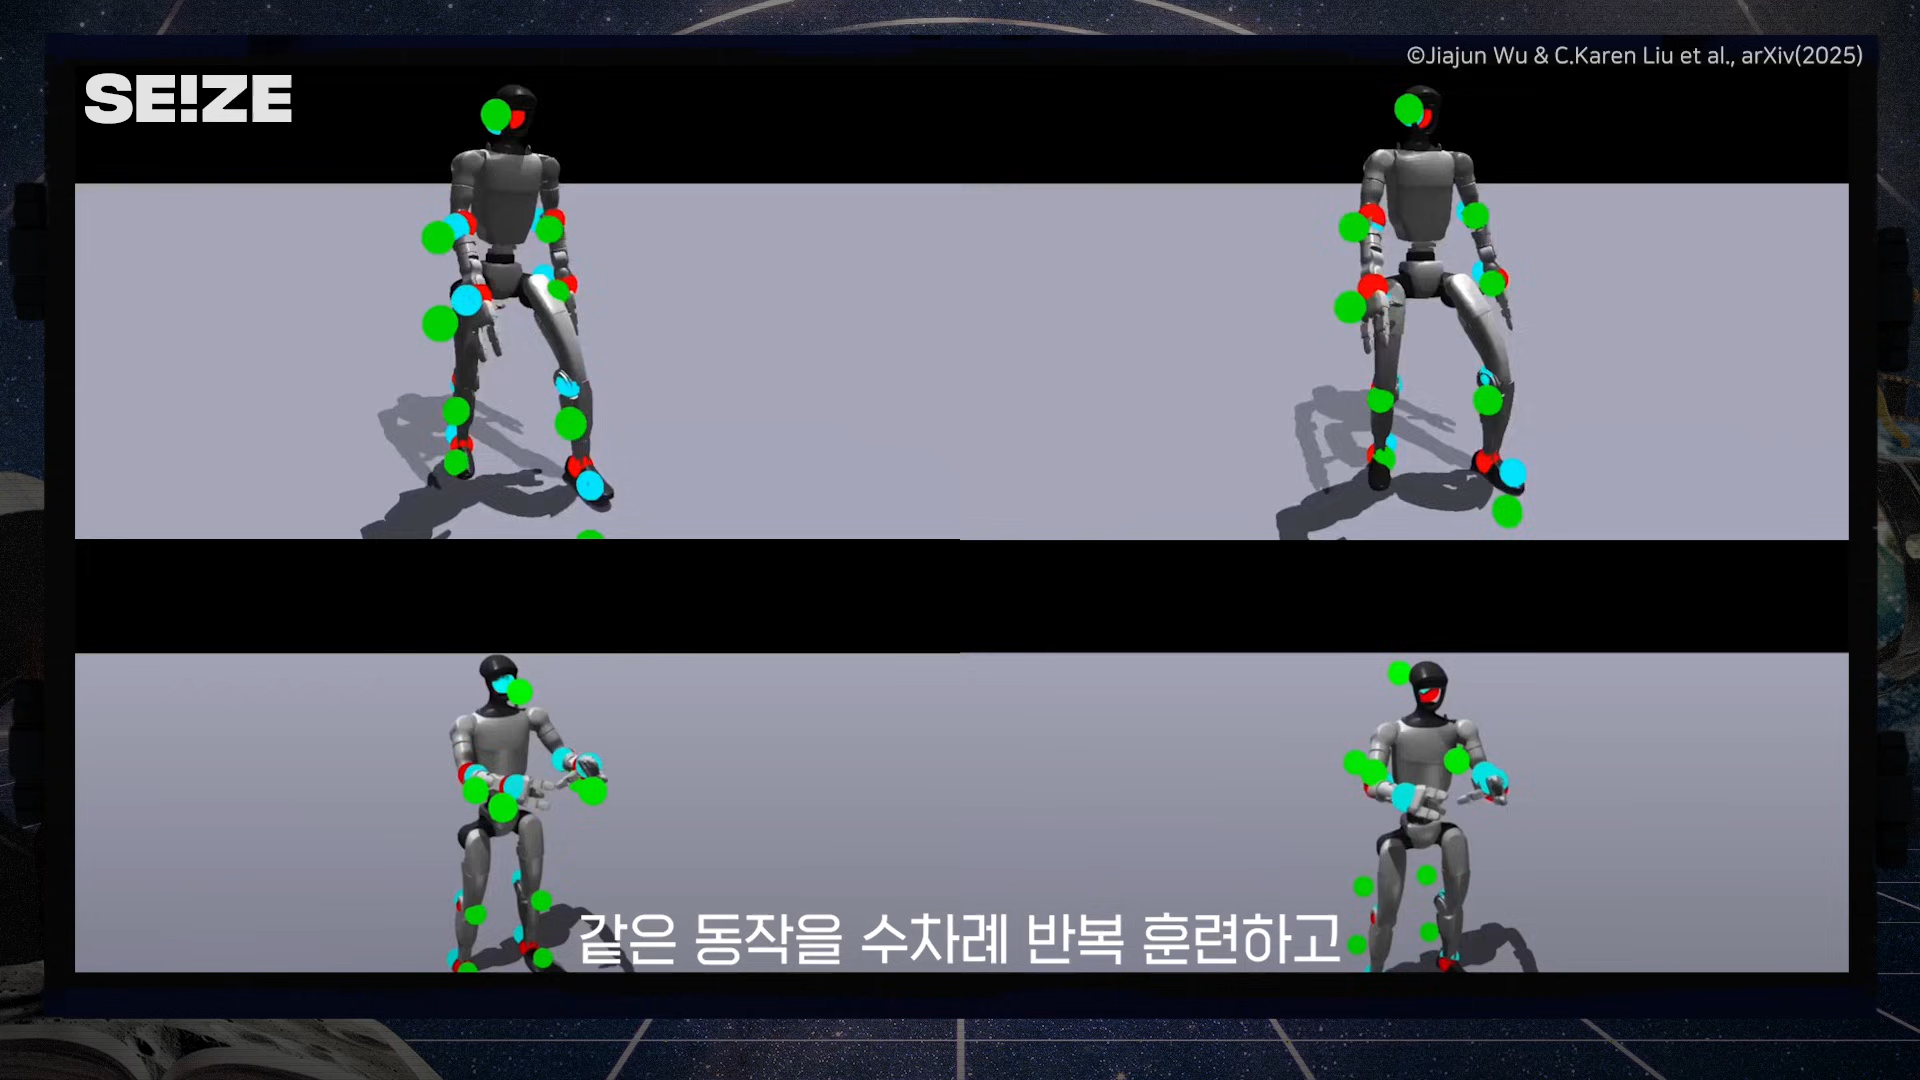 ©Jiajun Wu & C.Karen Liu et al., arXiv(2025)
SE!ZE
같은 동작을 수차례 반복 훈련하고